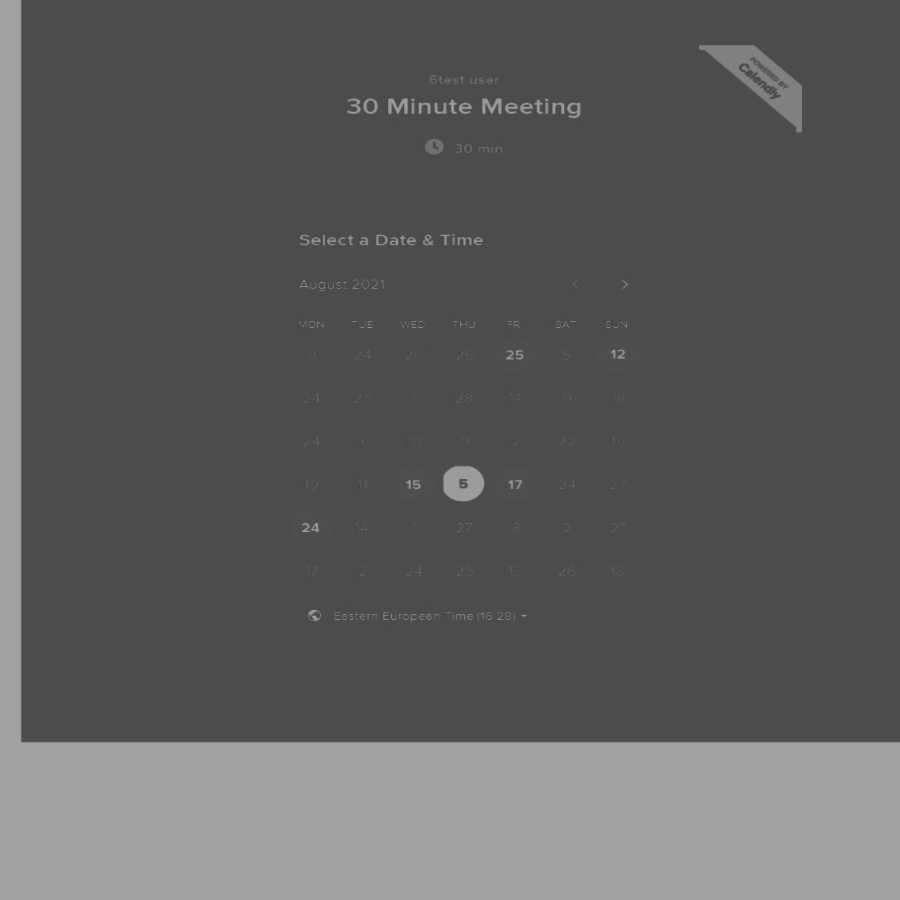 POWERED BY
Calendly
6test user
30 Minute Meeting
30 min
Select a Date & Time
August 2021
MON TUE WED THU FRI SAT SUN
9 24 26 25 5 12
24 25 3 28 14 9 18
24 16 18 9 2 22 19
19 11 15 5 17 24 27
24 14 1 27 8 2 23
17 2 24 25 13 26 13
Eastern European Time (16:28)